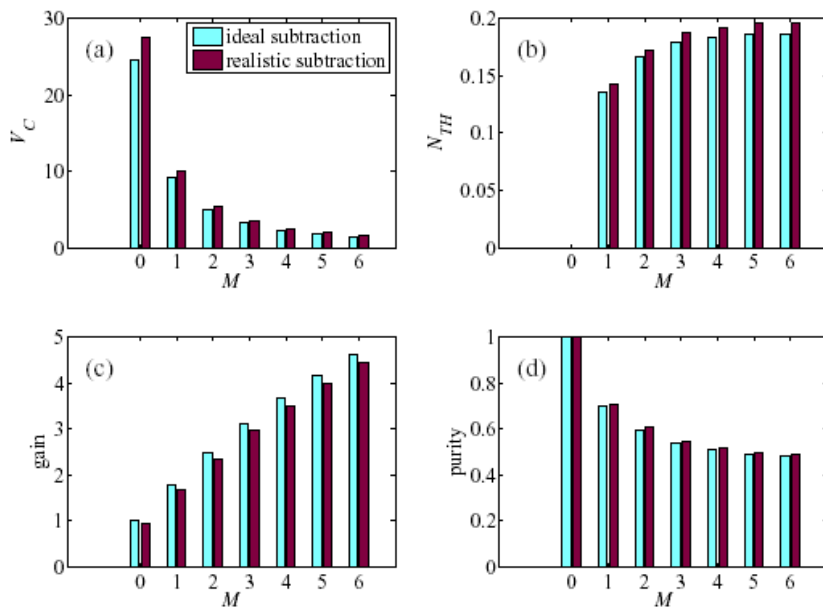 30
20
10
0
V_C
(a)
ideal subtraction
realistic subtraction
0 1 2 3 4 5 6
M
0.2
0.15
0.1
0.05
0
N_TH
(b)
0 1 2 3 4 5 6
M
5
4
3
2
1
0
gain
(c)
0 1 2 3 4 5 6
M
1
0.8
0.6
0.4
0.2
0
purity
(d)
0 1 2 3 4 5 6
M